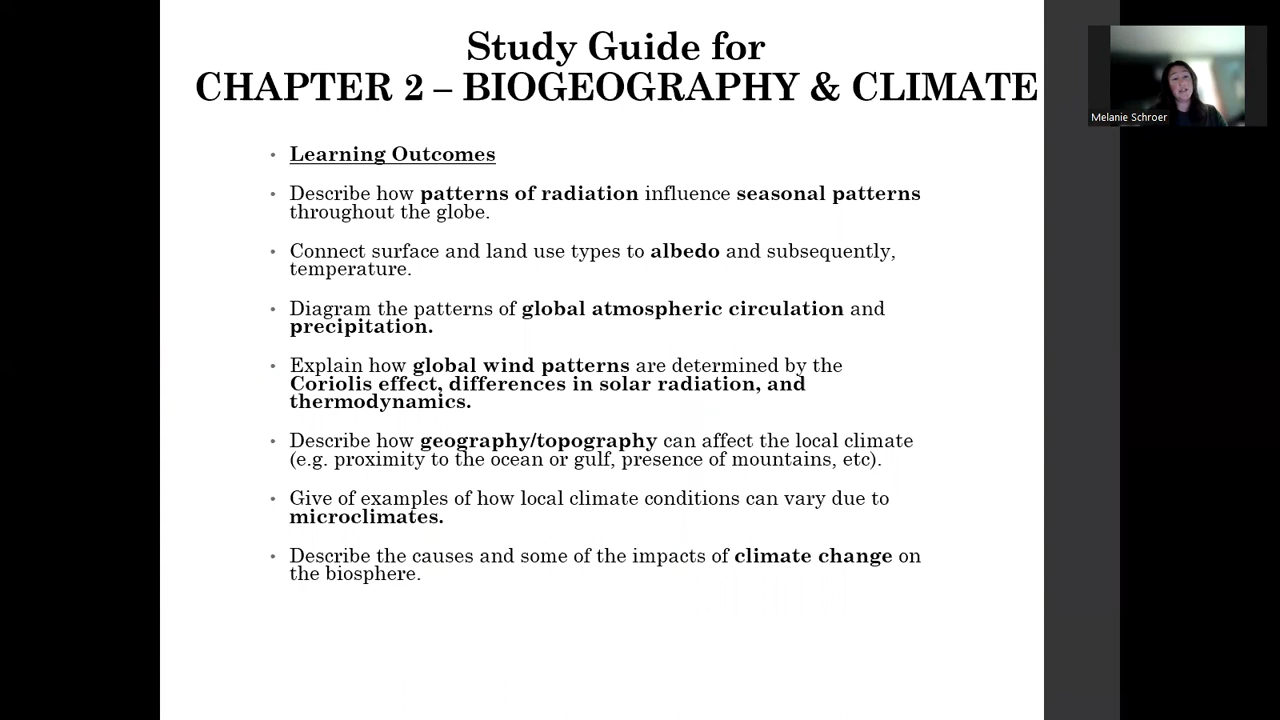 Study Guide for
CHAPTER 2 – BIOGEOGRAPHY & CLIMATE
Melanie Schroer
• Learning Outcomes
• Describe how patterns of radiation influence seasonal patterns
throughout the globe.
• Connect surface and land use types to albedo and subsequently,
temperature.
• Diagram the patterns of global atmospheric circulation and
precipitation.
• Explain how global wind patterns are determined by the
Coriolis effect, differences in solar radiation, and
thermodynamics.
• Describe how geography/topography can affect the local climate
(e.g. proximity to the ocean or gulf, presence of mountains, etc).
• Give of examples of how local climate conditions can vary due to
microclimates.
• Describe the causes and some of the impacts of climate change on
the biosphere.